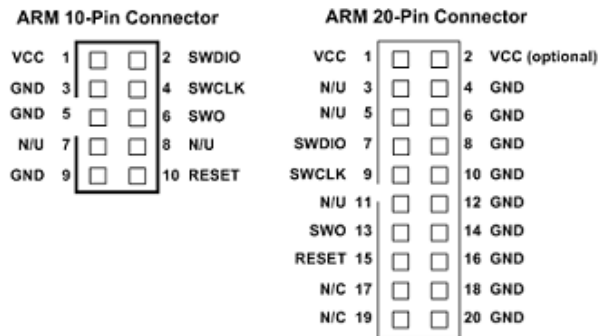 ARM 10-Pin Connector
VCC 1 2 SWDIO
GND 3 4 SWCLK
GND 5 6 SWO
N/U 7 8 N/U
GND 9 10 RESET
ARM 20-Pin Connector
VCC 1 2 VCC (optional)
N/U 3 4 GND
N/U 5 6 GND
SWDIO 7 8 GND
SWCLK 9 10 GND
N/U 11 12 GND
SWO 13 14 GND
RESET 15 16 GND
N/C 17 18 GND
N/C 19 20 GND